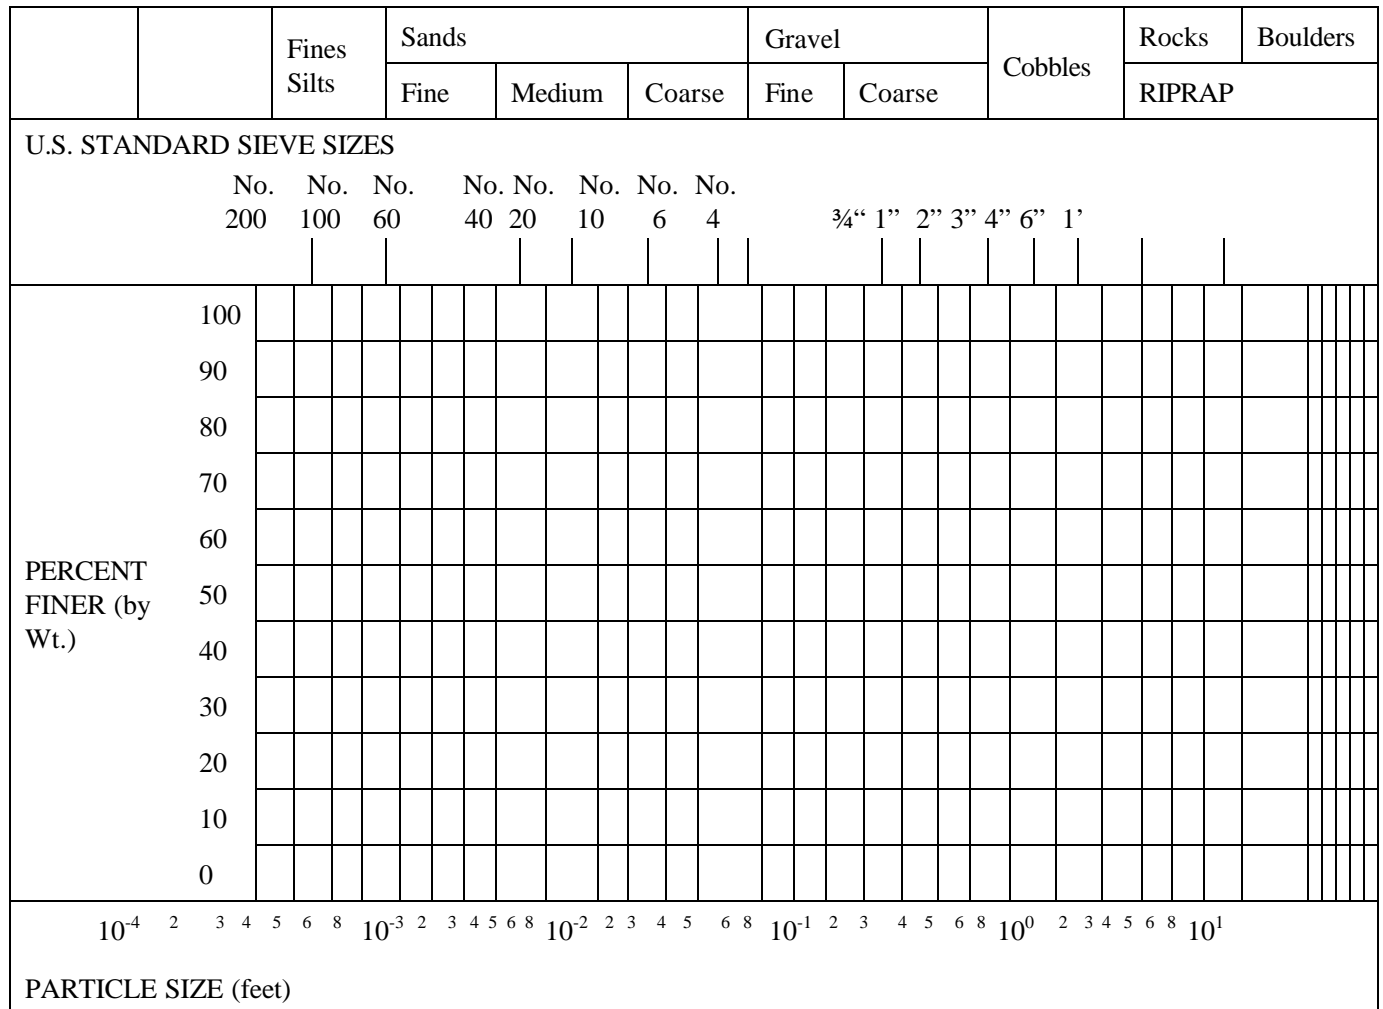 Fines Silts Sands Gravel Cobbles Rocks Boulders
Fine Medium Coarse Fine Coarse RIPRAP
U.S. STANDARD SIEVE SIZES
No. No. No. No. No. No. No. No.
200 100 60 40 20 10 6 4 ¾“ 1” 2” 3” 4” 6” 1’
100
90
80
70
60
PERCENT FINER (by Wt.)
50
40
30
20
10
0
10-4 2 3 4 5 6 8 10-3 2 3 4 5 6 8 10-2 2 3 4 5 6 8 10-1 2 3 4 5 6 8 100 2 3 4 5 6 8 101
PARTICLE SIZE (feet)